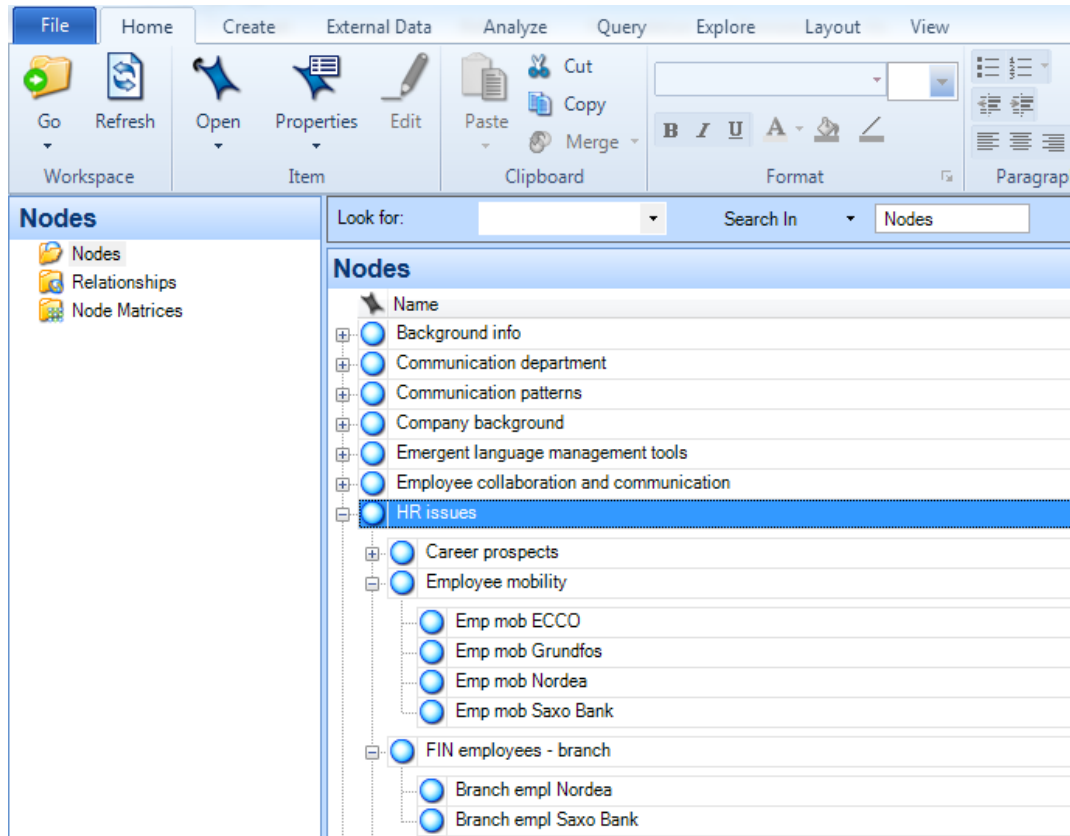 File Home Create External Data Analyze Query Explore Layout View
Cut
Copy
Go Refresh Open Properties Edit Paste Merge
B I U A
Workspace Item Clipboard Format Paragrap
Nodes
Nodes
Relationships
Node Matrices
Look for: Search In Nodes
Nodes
Name
Background info
Communication department
Communication patterns
Company background
Emergent language management tools
Employee collaboration and communication
HR issues
Career prospects
Employee mobility
Emp mob ECCO
Emp mob Grundfos
Emp mob Nordea
Emp mob Saxo Bank
FIN employees - branch
Branch empl Nordea
Branch empl Saxo Bank